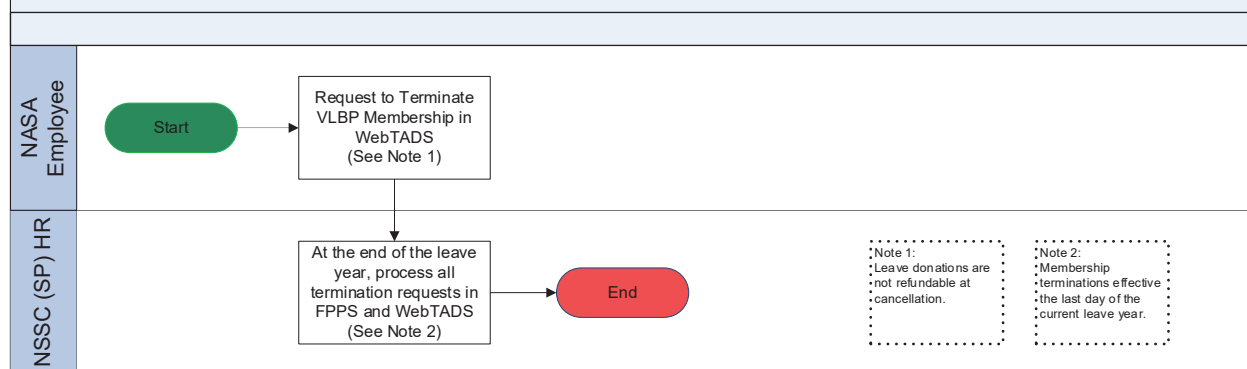 NASA
Employee
Start
Request to Terminate
VLBP Membership in
WebTADS
(See Note 1)
NSSC (SP) HR
At the end of the leave
year, process all
termination requests in
FPPS and WebTADS
(See Note 2)
End
Note 1:
Leave donations are
not refundable at
cancellation.
Note 2:
Membership
terminations effective
the last day of the
current leave year.